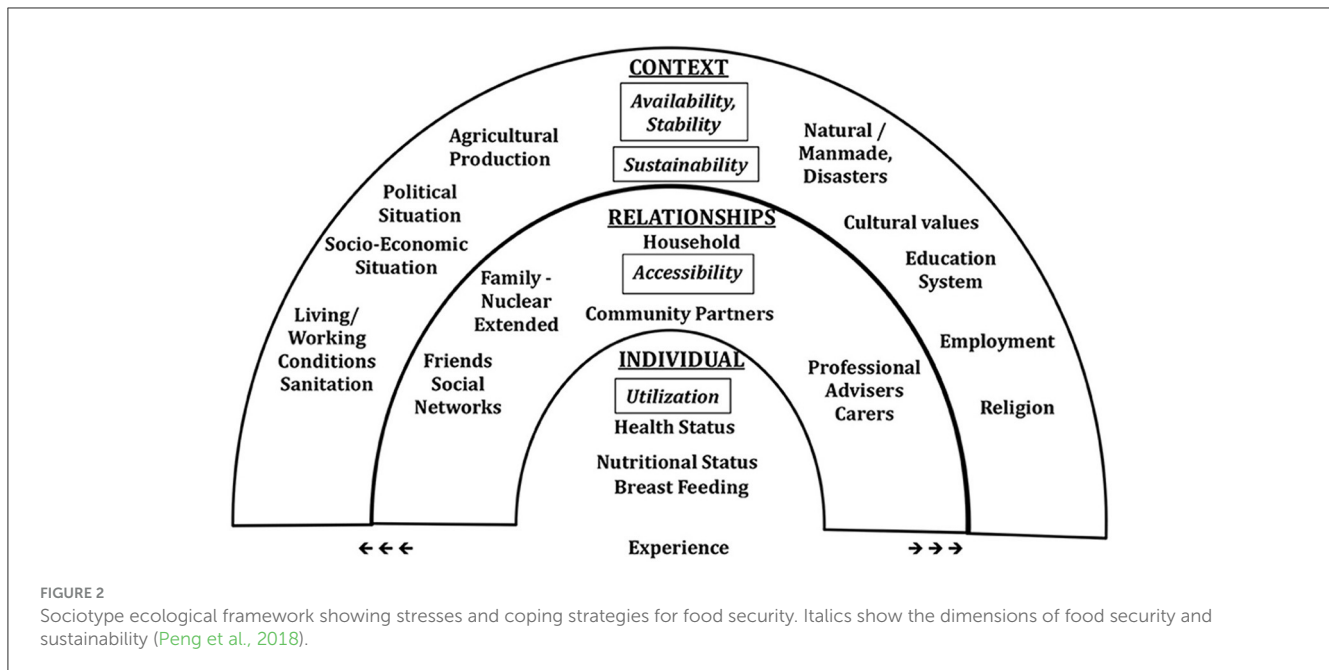 CONTEXT
Availability,
Stability
Sustainability
Agricultural
Production
Natural /
Manmade,
Disasters
Political
Situation
Socio-Economic
Situation
Living/
Working
Conditions
Sanitation
Cultural values
Education
System
Employment
Religion
RELATIONSHIPS
Household
Accessibility
Community Partners
Family -
Nuclear
Extended
Friends
Social
Networks
Professional
Advisers
Carers
INDIVIDUAL
Utilization
Health Status
Nutritional Status
Breast Feeding
←←← Experience →→→
FIGURE 2
Sociotype ecological framework showing stresses and coping strategies for food security. Italics show the dimensions of food security and
sustainability (Peng et al., 2018).